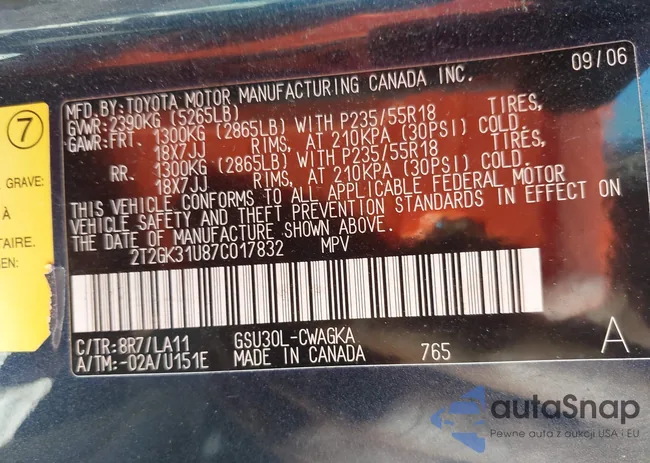 09/06
MFD.BY:TOYOTA MOTOR MANUFACTURING CANADA INC.
GVWR:2390KG (5265LB)
GAWR:FRT. 1300KG (2865LB) WITH P235/55R18 TIRES,
18X7JJ RIMS, AT 210KPA (30PSI) COLD.
RR. 1300KG (2865LB) WITH P235/55R18 TIRES,
18X7JJ RIMS, AT 210KPA (30PSI) COLD.
THIS VEHICLE CONFORMS TO ALL APPLICABLE FEDERAL MOTOR
VEHICLE SAFETY AND THEFT PREVENTION STANDARDS IN EFFECT ON
THE DATE OF MANUFACTURE SHOWN ABOVE.
2T2GK31U87C017832 MPV
C/TR:8R7/LA11 GSU30L-CWAGKA
A/TM:-02A/U151E MADE IN CANADA 765 A
7
GRAVE:
À
TAIRE.
EN:
autaSnap
Pewne auta z aukcji USA i EU